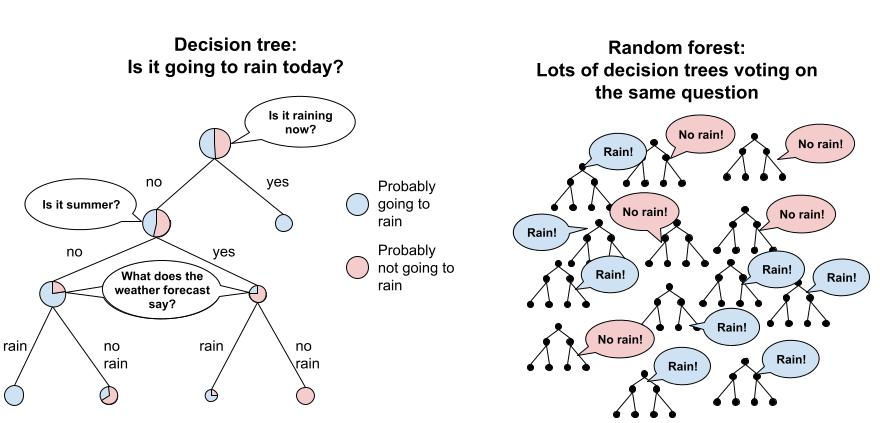 Decision tree:
Is it going to rain today?
Is it raining
now?
no
yes
Is it summer?
no
yes
What does the
weather forecast
say?
rain
no
rain
rain
no
rain
Probably
going to
rain
Probably
not going to
rain
Random forest:
Lots of decision trees voting on
the same question
Rain!
No rain!
No rain!
Rain!
No rain!
No rain!
Rain!
Rain!
Rain!
No rain!
Rain!
Rain!
Rain!